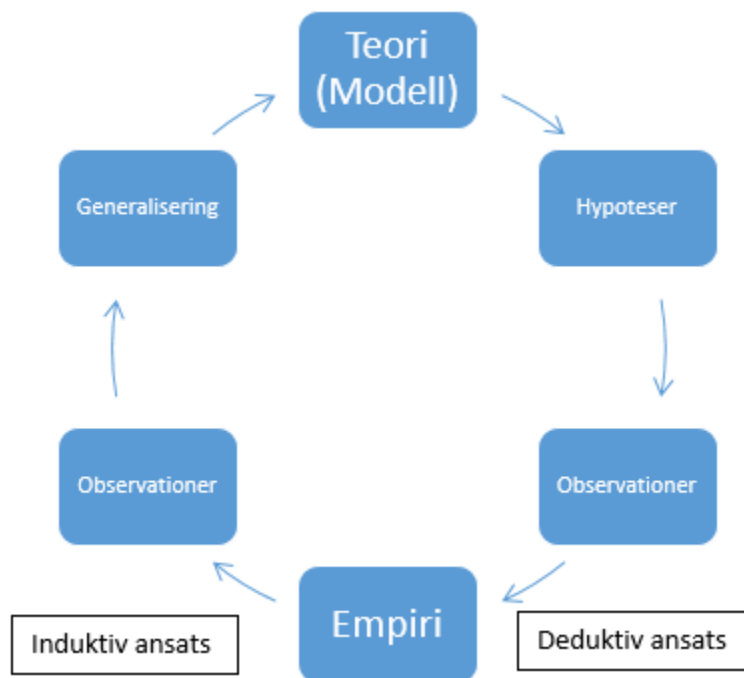 Teori
(Modell)
Generalisering
Hypoteser
Observationer
Observationer
Empiri
Induktiv ansats
Deduktiv ansats